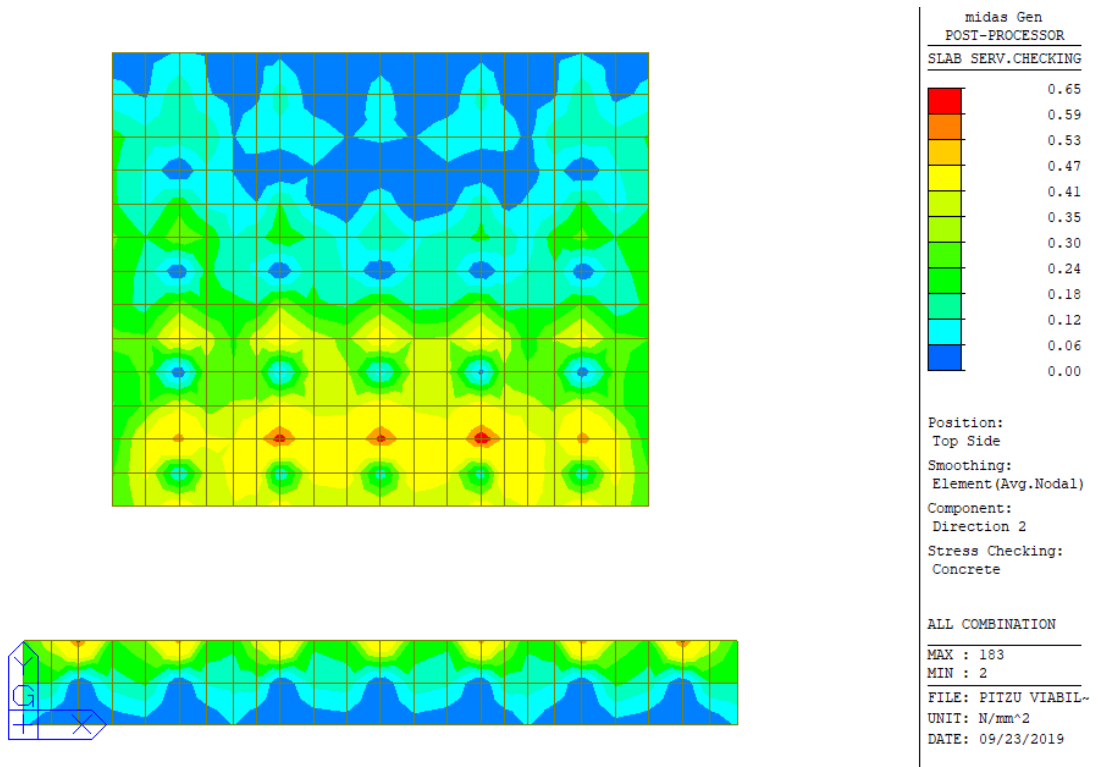 midas Gen
POST-PROCESSOR
SLAB SERV.CHECKING
0.65
0.59
0.53
0.47
0.41
0.35
0.30
0.24
0.18
0.12
0.06
0.00
Position:
Top Side
Smoothing:
Element(Avg.Nodal)
Component:
Direction 2
Stress Checking:
Concrete
ALL COMBINATION
MAX : 183
MIN : 2
FILE: PITZU VIABIL~
UNIT: N/mm^2
DATE: 09/23/2019
Y
G
X